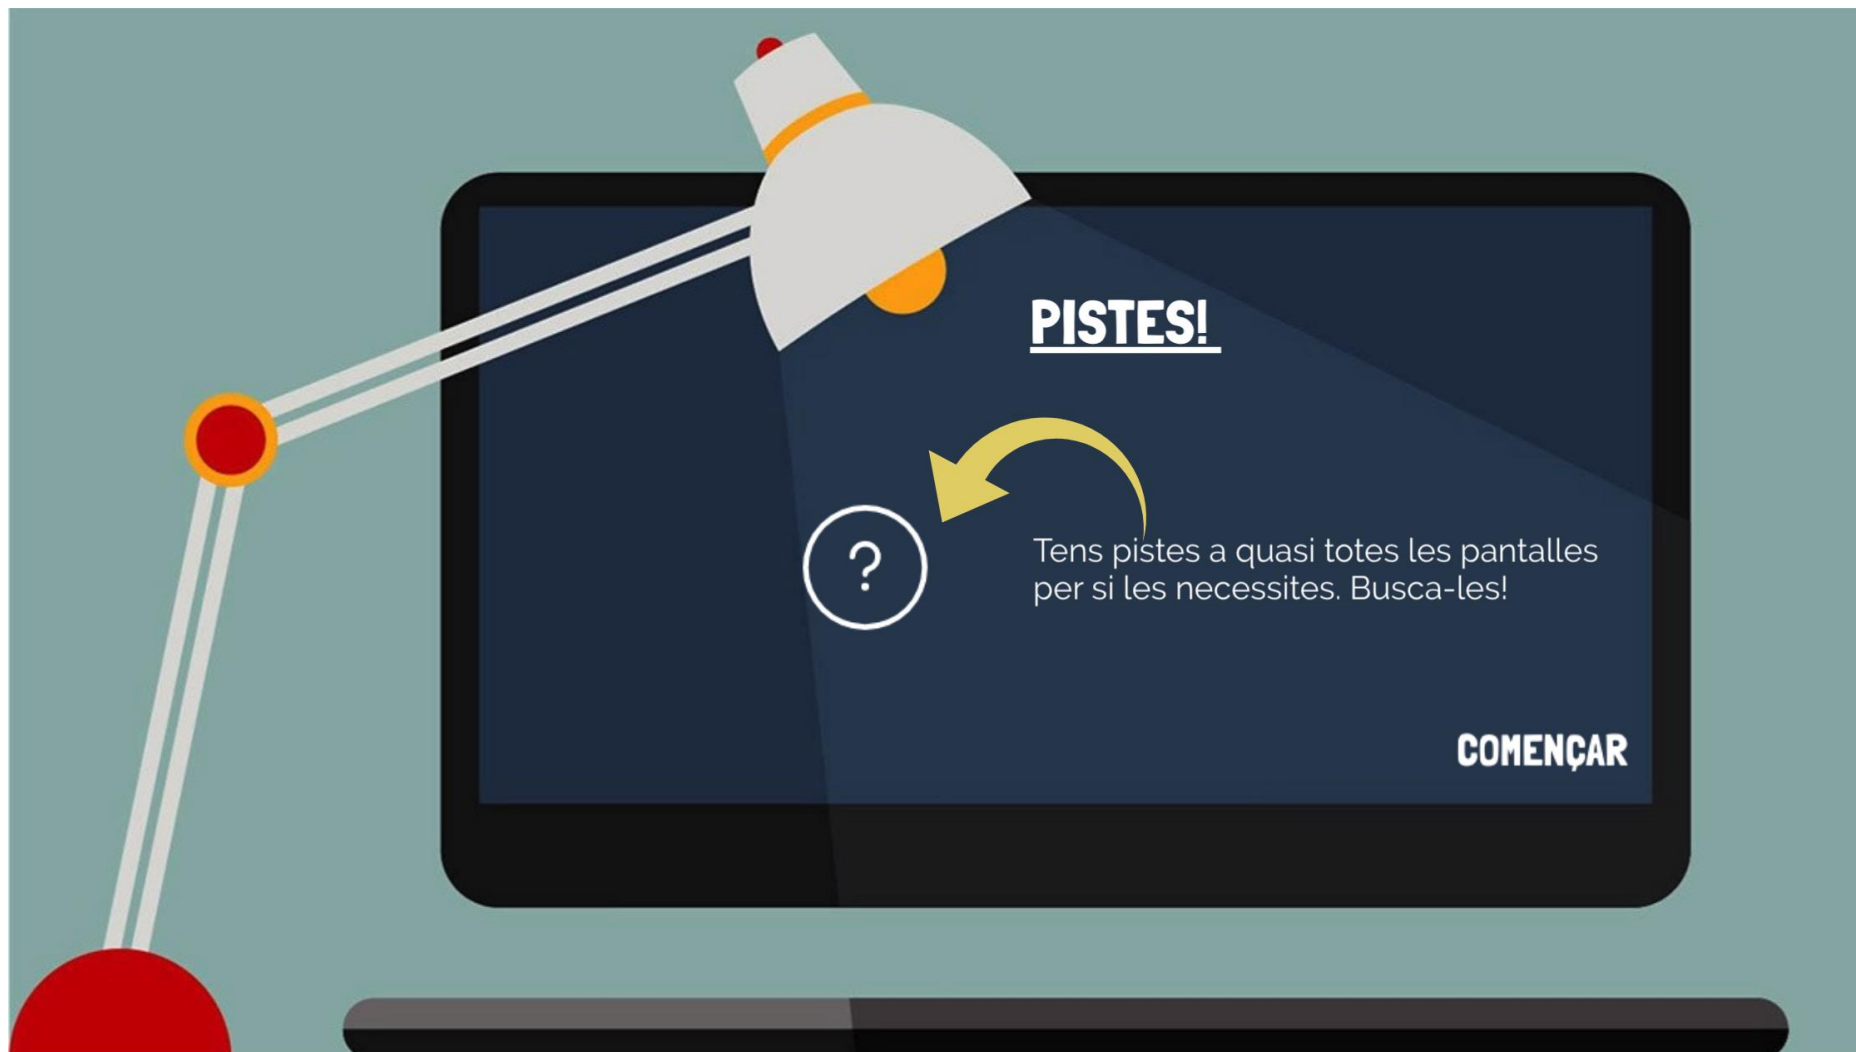 PISTES!
?
Tens pistes a quasi totes les pantalles
per si les necessites. Busca-les!
COMENÇAR